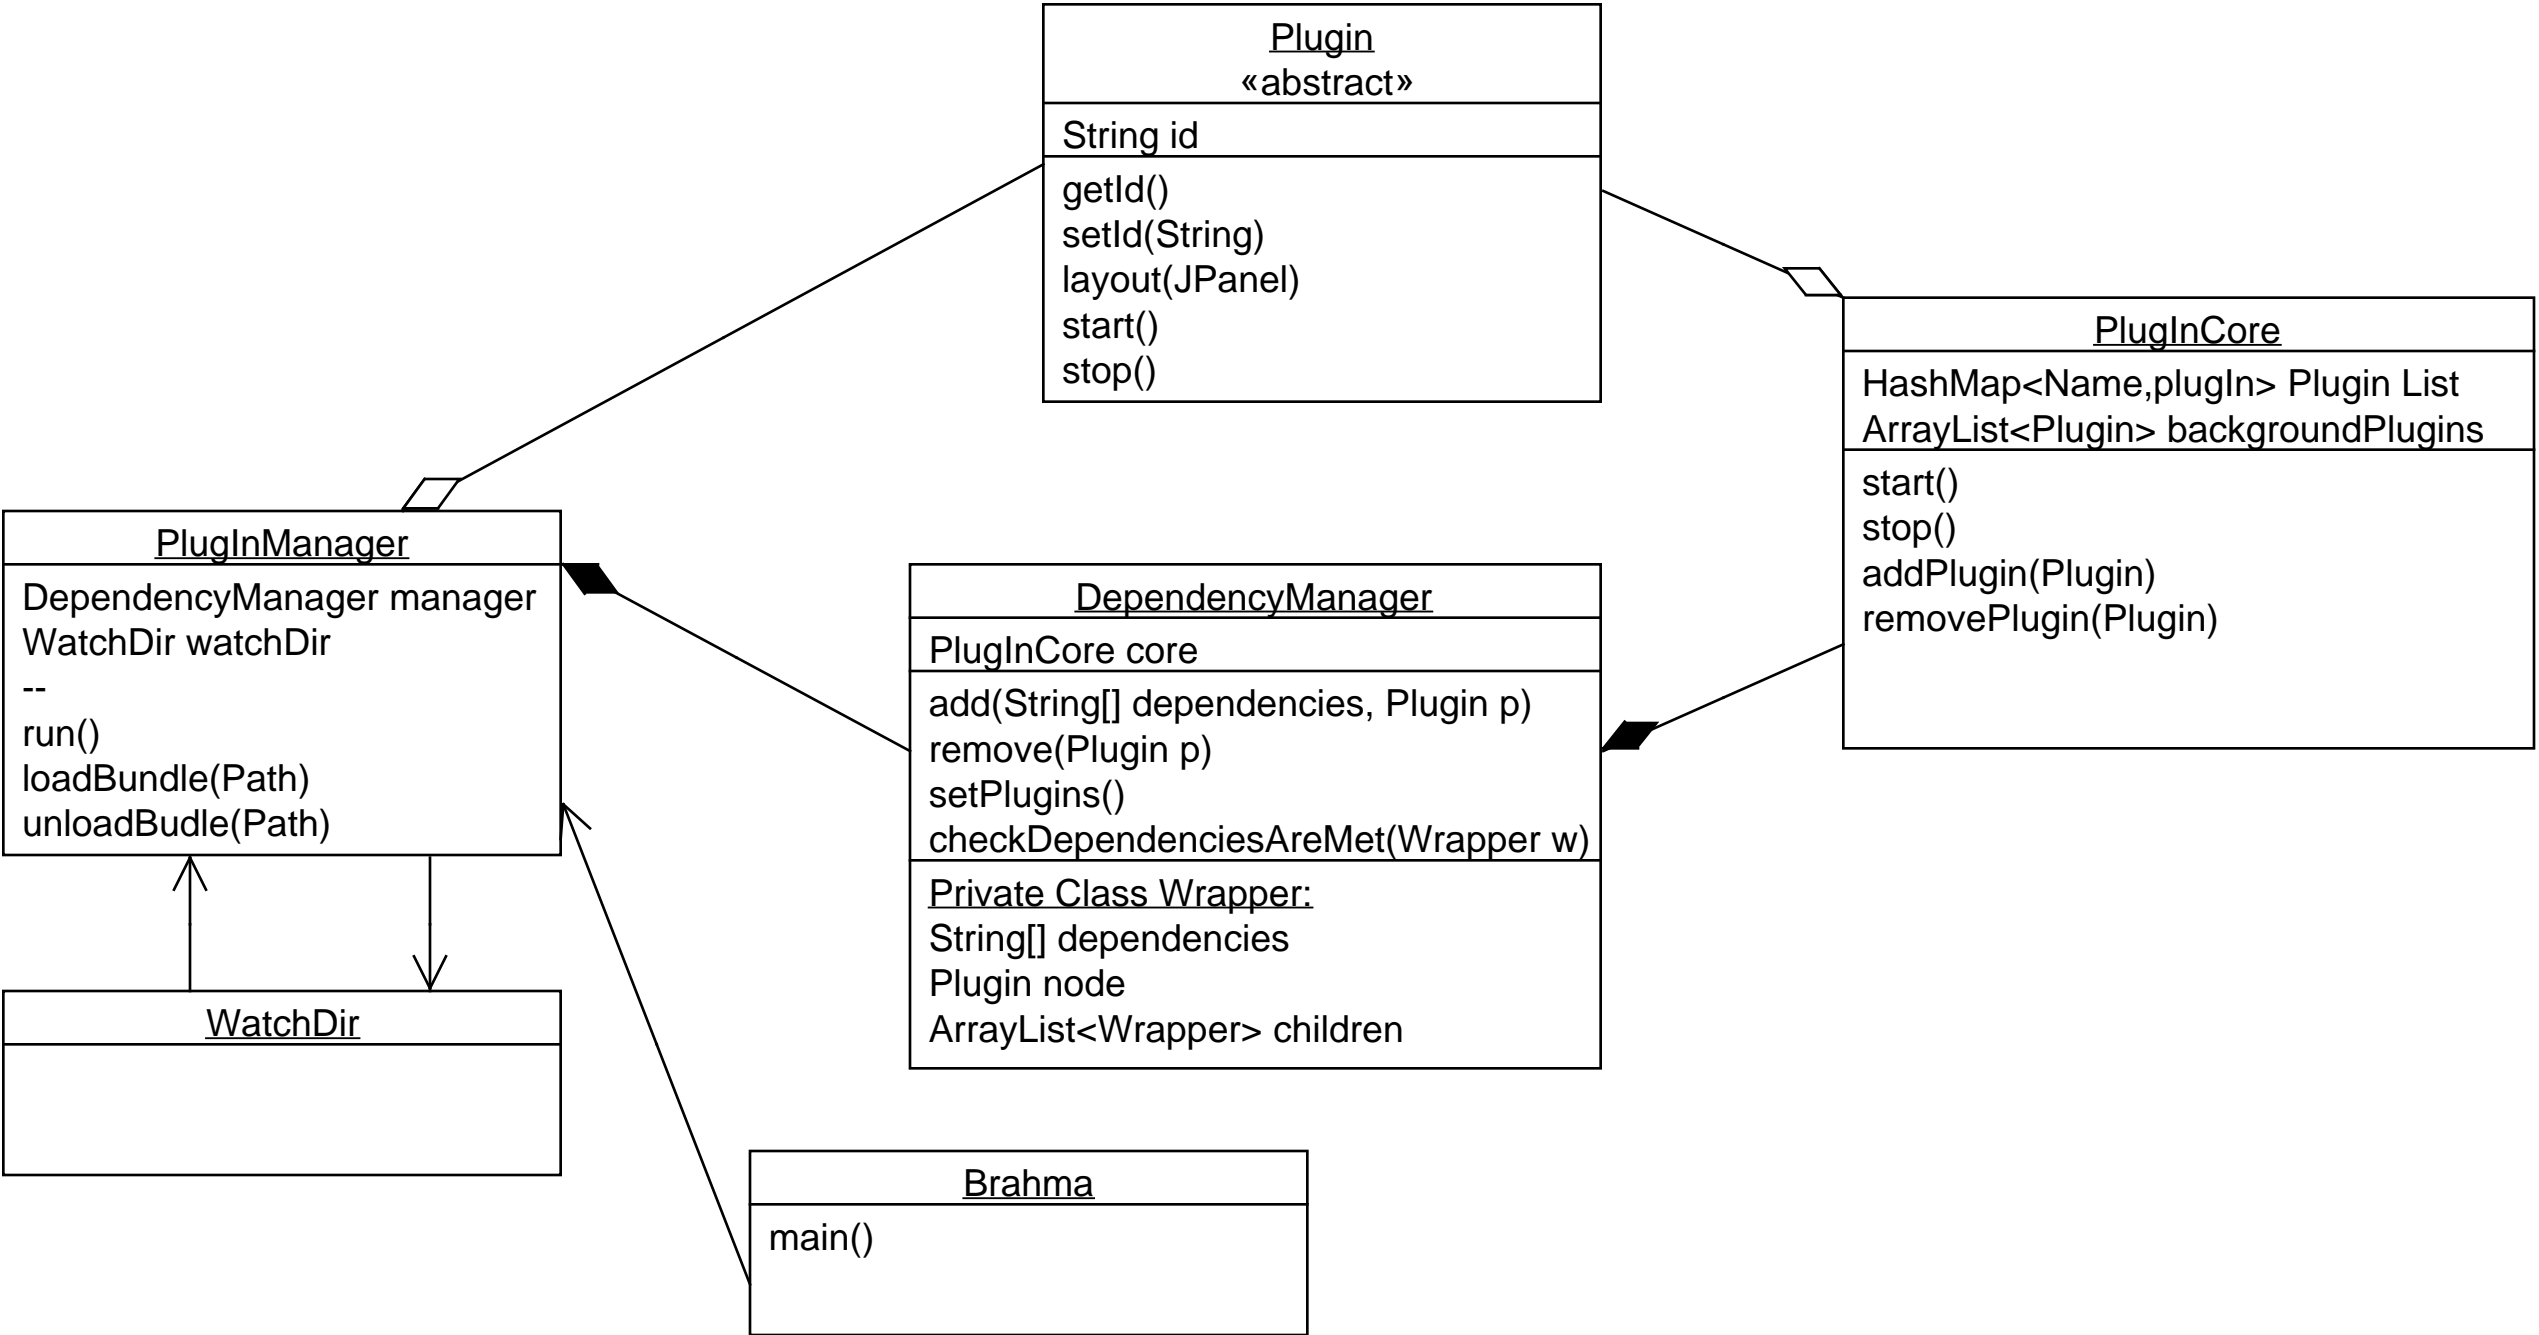 Plugin
«abstract»
String id
getId()
setId(String)
layout(JPanel)
start()
stop()
PlugInCore
HashMap<Name,plugIn> Plugin List
ArrayList<Plugin> backgroundPlugins
start()
stop()
addPlugin(Plugin)
removePlugin(Plugin)
PlugInManager
DependencyManager manager
WatchDir watchDir
--
run()
loadBundle(Path)
unloadBudle(Path)
DependencyManager
PlugInCore core
add(String[] dependencies, Plugin p)
remove(Plugin p)
setPlugins()
checkDependenciesAreMet(Wrapper w)
Private Class Wrapper:
String[] dependencies
Plugin node
ArrayList<Wrapper> children
WatchDir
Brahma
main()